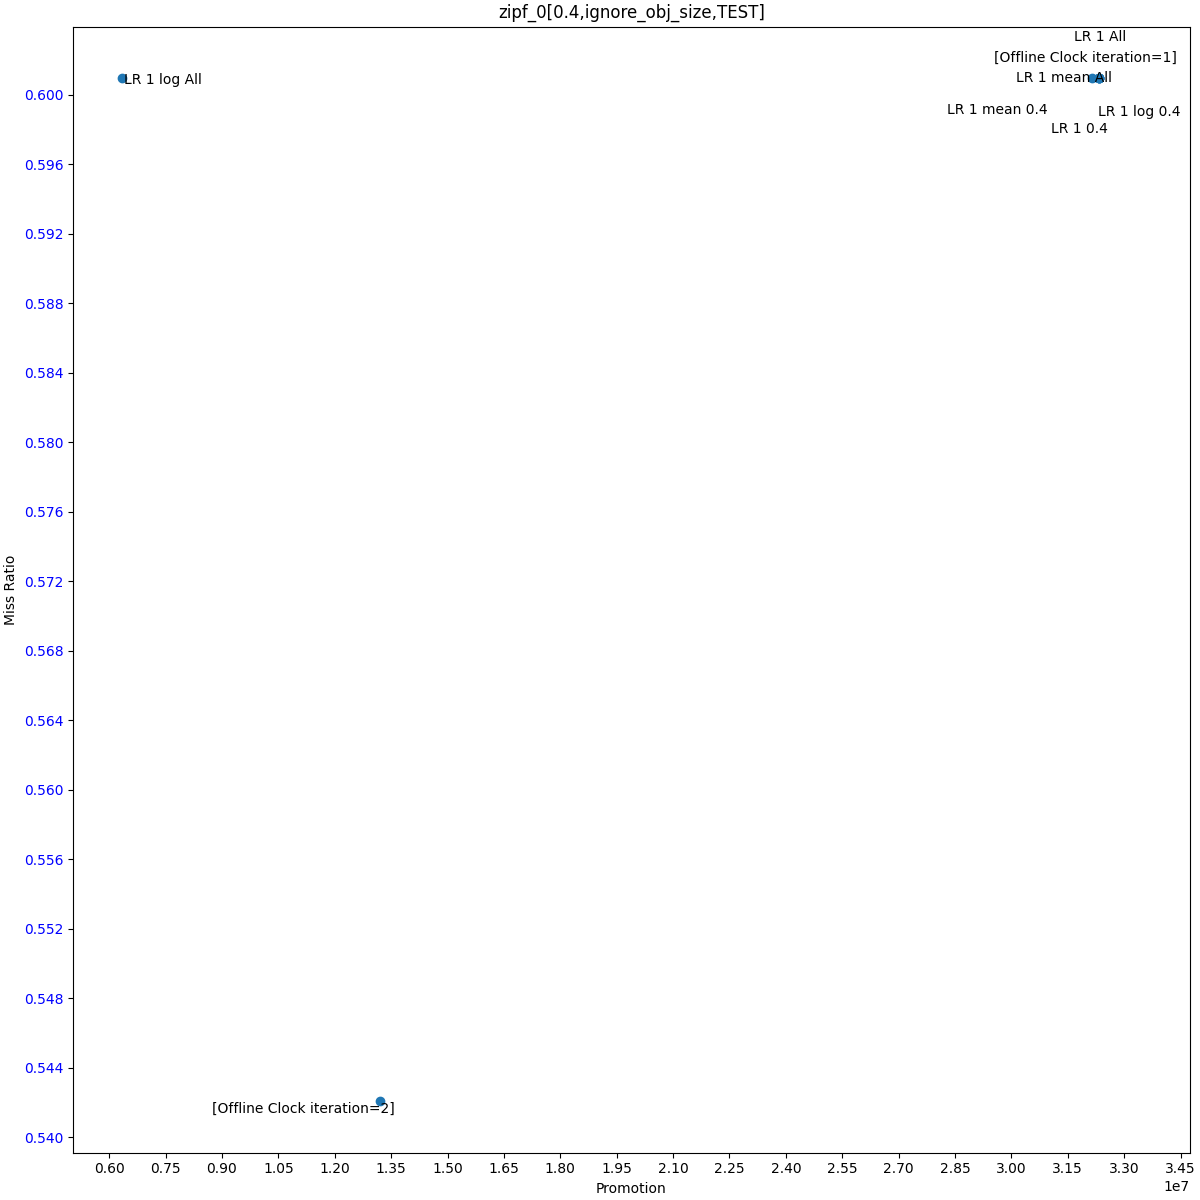 zipf_0[0.4,ignore_obj_size,TEST]
LR 1 All
[Offline Clock iteration=1]
LR 1 log All
LR 1 mean All
LR 1 mean 0.4
LR 1 log 0.4
LR 1 0.4
[Offline Clock iteration=2]
Miss Ratio
0.600
0.596
0.592
0.588
0.584
0.580
0.576
0.572
0.568
0.564
0.560
0.556
0.552
0.548
0.544
0.540
0.60 0.75 0.90 1.05 1.20 1.35 1.50 1.65 1.80 1.95 2.10 2.25 2.40 2.55 2.70 2.85 3.00 3.15 3.30 3.45
1e7
Promotion